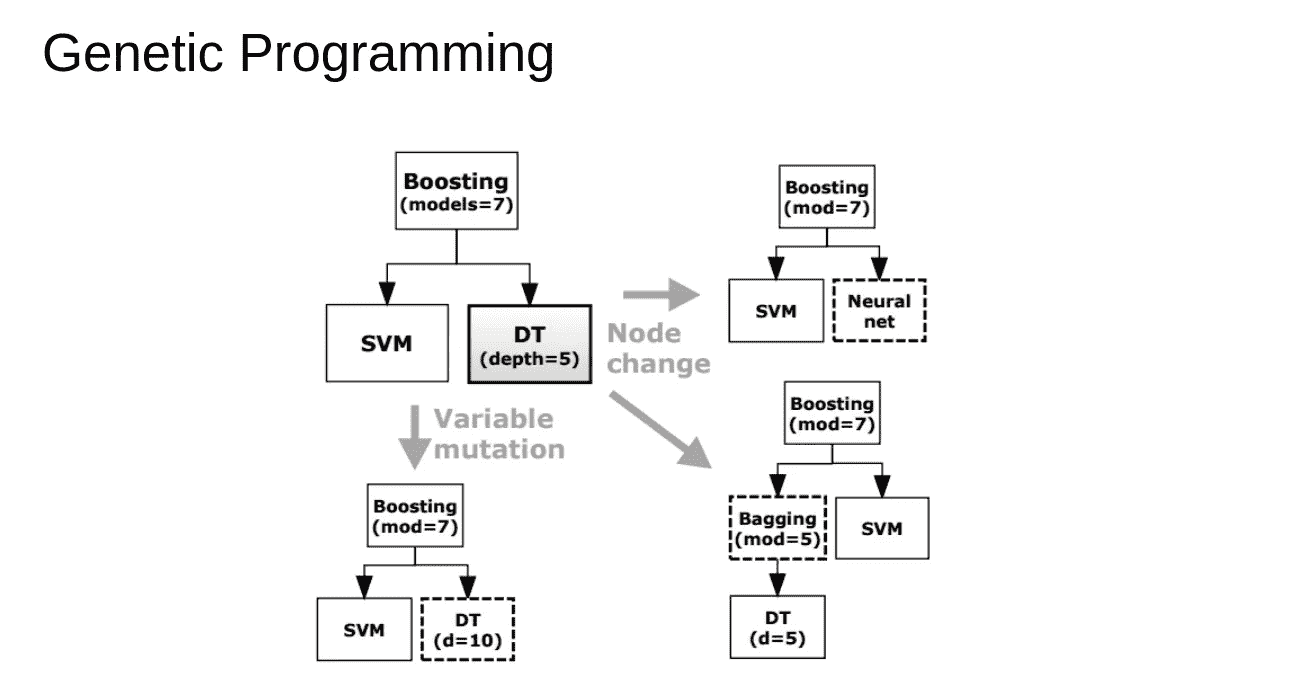 Genetic Programming
Boosting
(models=7)
SVM
DT
(depth=5)
Node
change
Boosting
(mod=7)
SVM
Neural
net
Variable
mutation
Boosting
(mod=7)
SVM
DT
(d=10)
Boosting
(mod=7)
Bagging
(mod=5)
SVM
DT
(d=5)